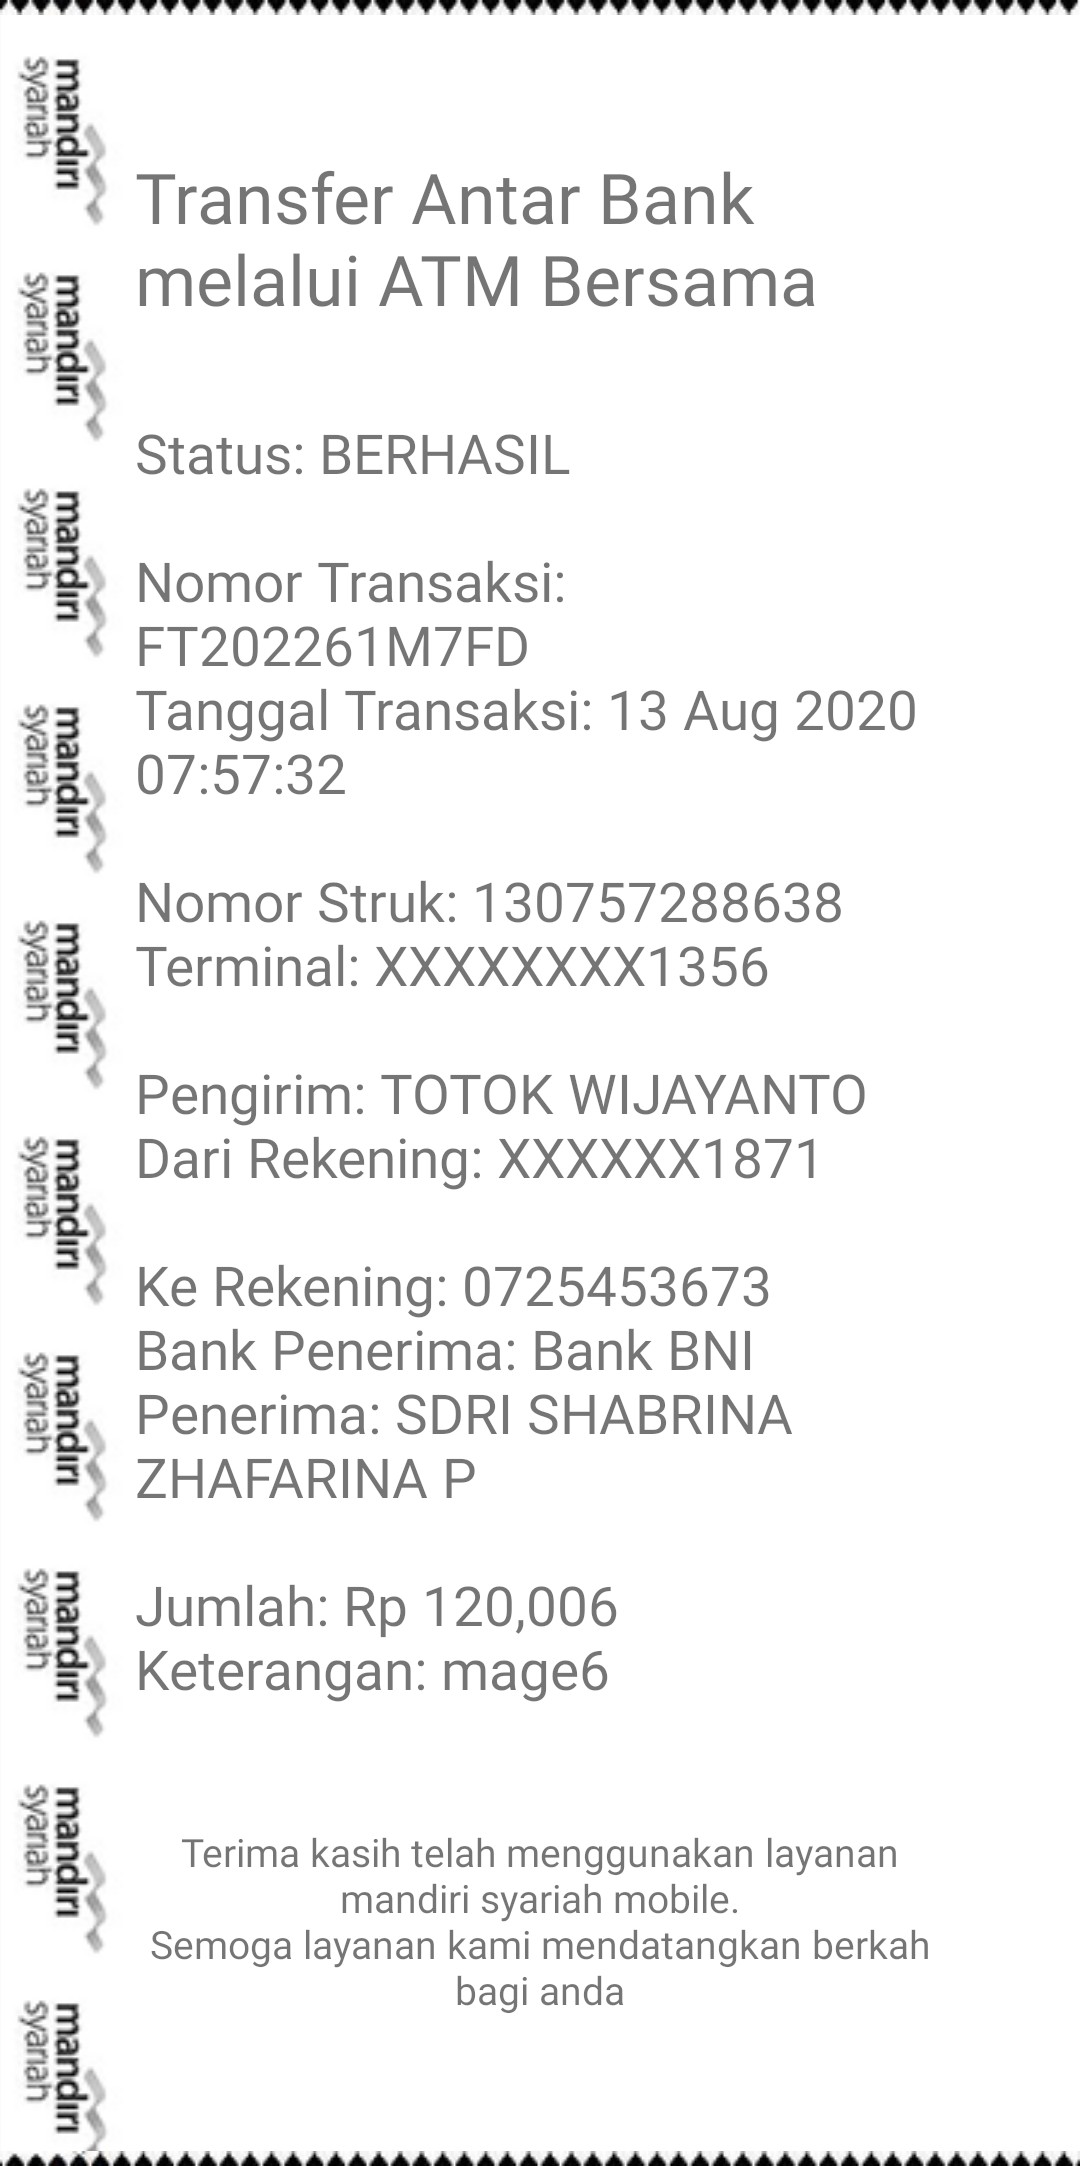 mandiri
syariah
mandiri
syariah
mandiri
syariah
mandiri
syariah
mandiri
syariah
mandiri
syariah
mandiri
syariah
mandiri
syariah
mandiri
syariah
mandiri
syariah
Transfer Antar Bank
melalui ATM Bersama
Status: BERHASIL
Nomor Transaksi:
FT202261M7FD
Tanggal Transaksi: 13 Aug 2020
07:57:32
Nomor Struk: 130757288638
Terminal: XXXXXXXX1356
Pengirim: TOTOK WIJAYANTO
Dari Rekening: XXXXXX1871
Ke Rekening: 0725453673
Bank Penerima: Bank BNI
Penerima: SDRI SHABRINA
ZHAFARINA P
Jumlah: Rp 120,006
Keterangan: mage6
Terima kasih telah menggunakan layanan
mandiri syariah mobile.
Semoga layanan kami mendatangkan berkah
bagi anda